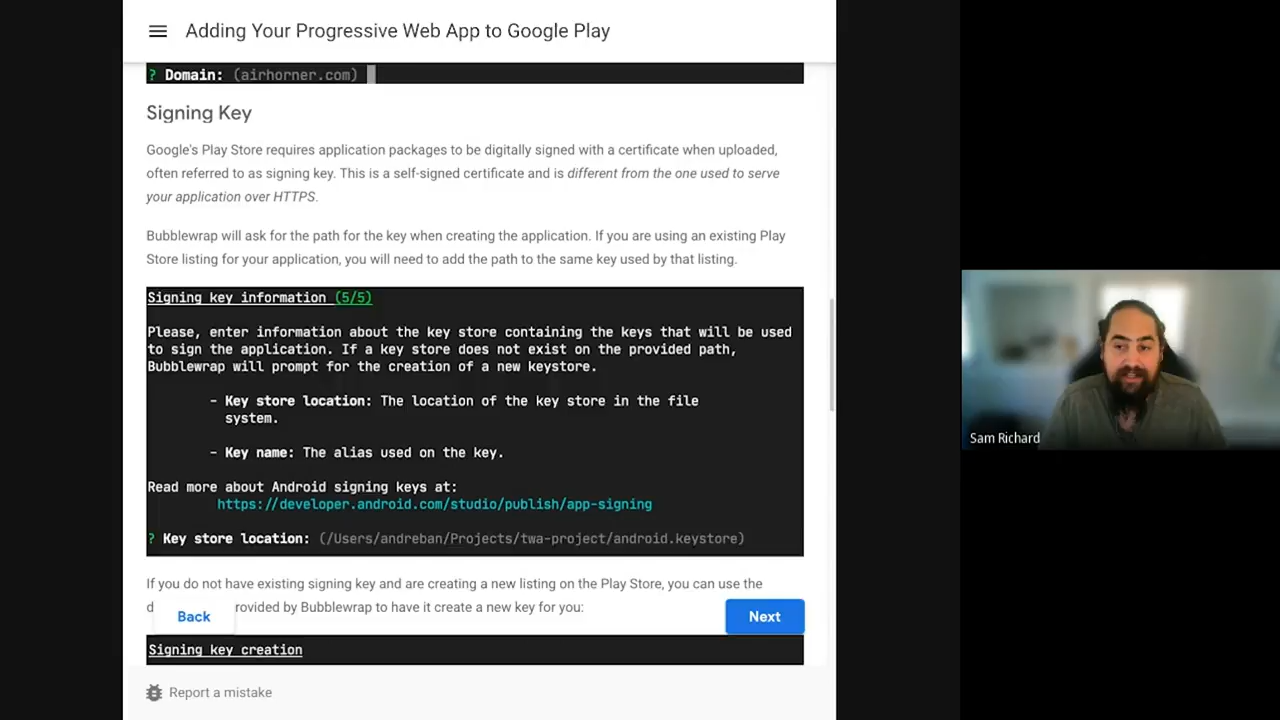 Adding Your Progressive Web App to Google Play
? Domain: (airhorner.com)
Signing Key
Google's Play Store requires application packages to be digitally signed with a certificate when uploaded,
often referred to as signing key. This is a self-signed certificate and is different from the one used to serve
your application over HTTPS.
Bubblewrap will ask for the path for the key when creating the application. If you are using an existing Play
Store listing for your application, you will need to add the path to the same key used by that listing.
Signing key information (5/5)
Please, enter information about the key store containing the keys that will be used
to sign the application. If a key store does not exist on the provided path,
Bubblewrap will prompt for the creation of a new keystore.
- Key store location: The location of the key store in the file
system.
- Key name: The alias used on the key.
Read more about Android signing keys at:
https://developer.android.com/studio/publish/app-signing
? Key store location: (/Users/andreban/Projects/twa-project/android.keystore)
If you do not have existing signing key and are creating a new listing on the Play Store, you can use the
provided by Bubblewrap to have it create a new key for you:
Back
Next
Signing key creation
Report a mistake
Sam Richard